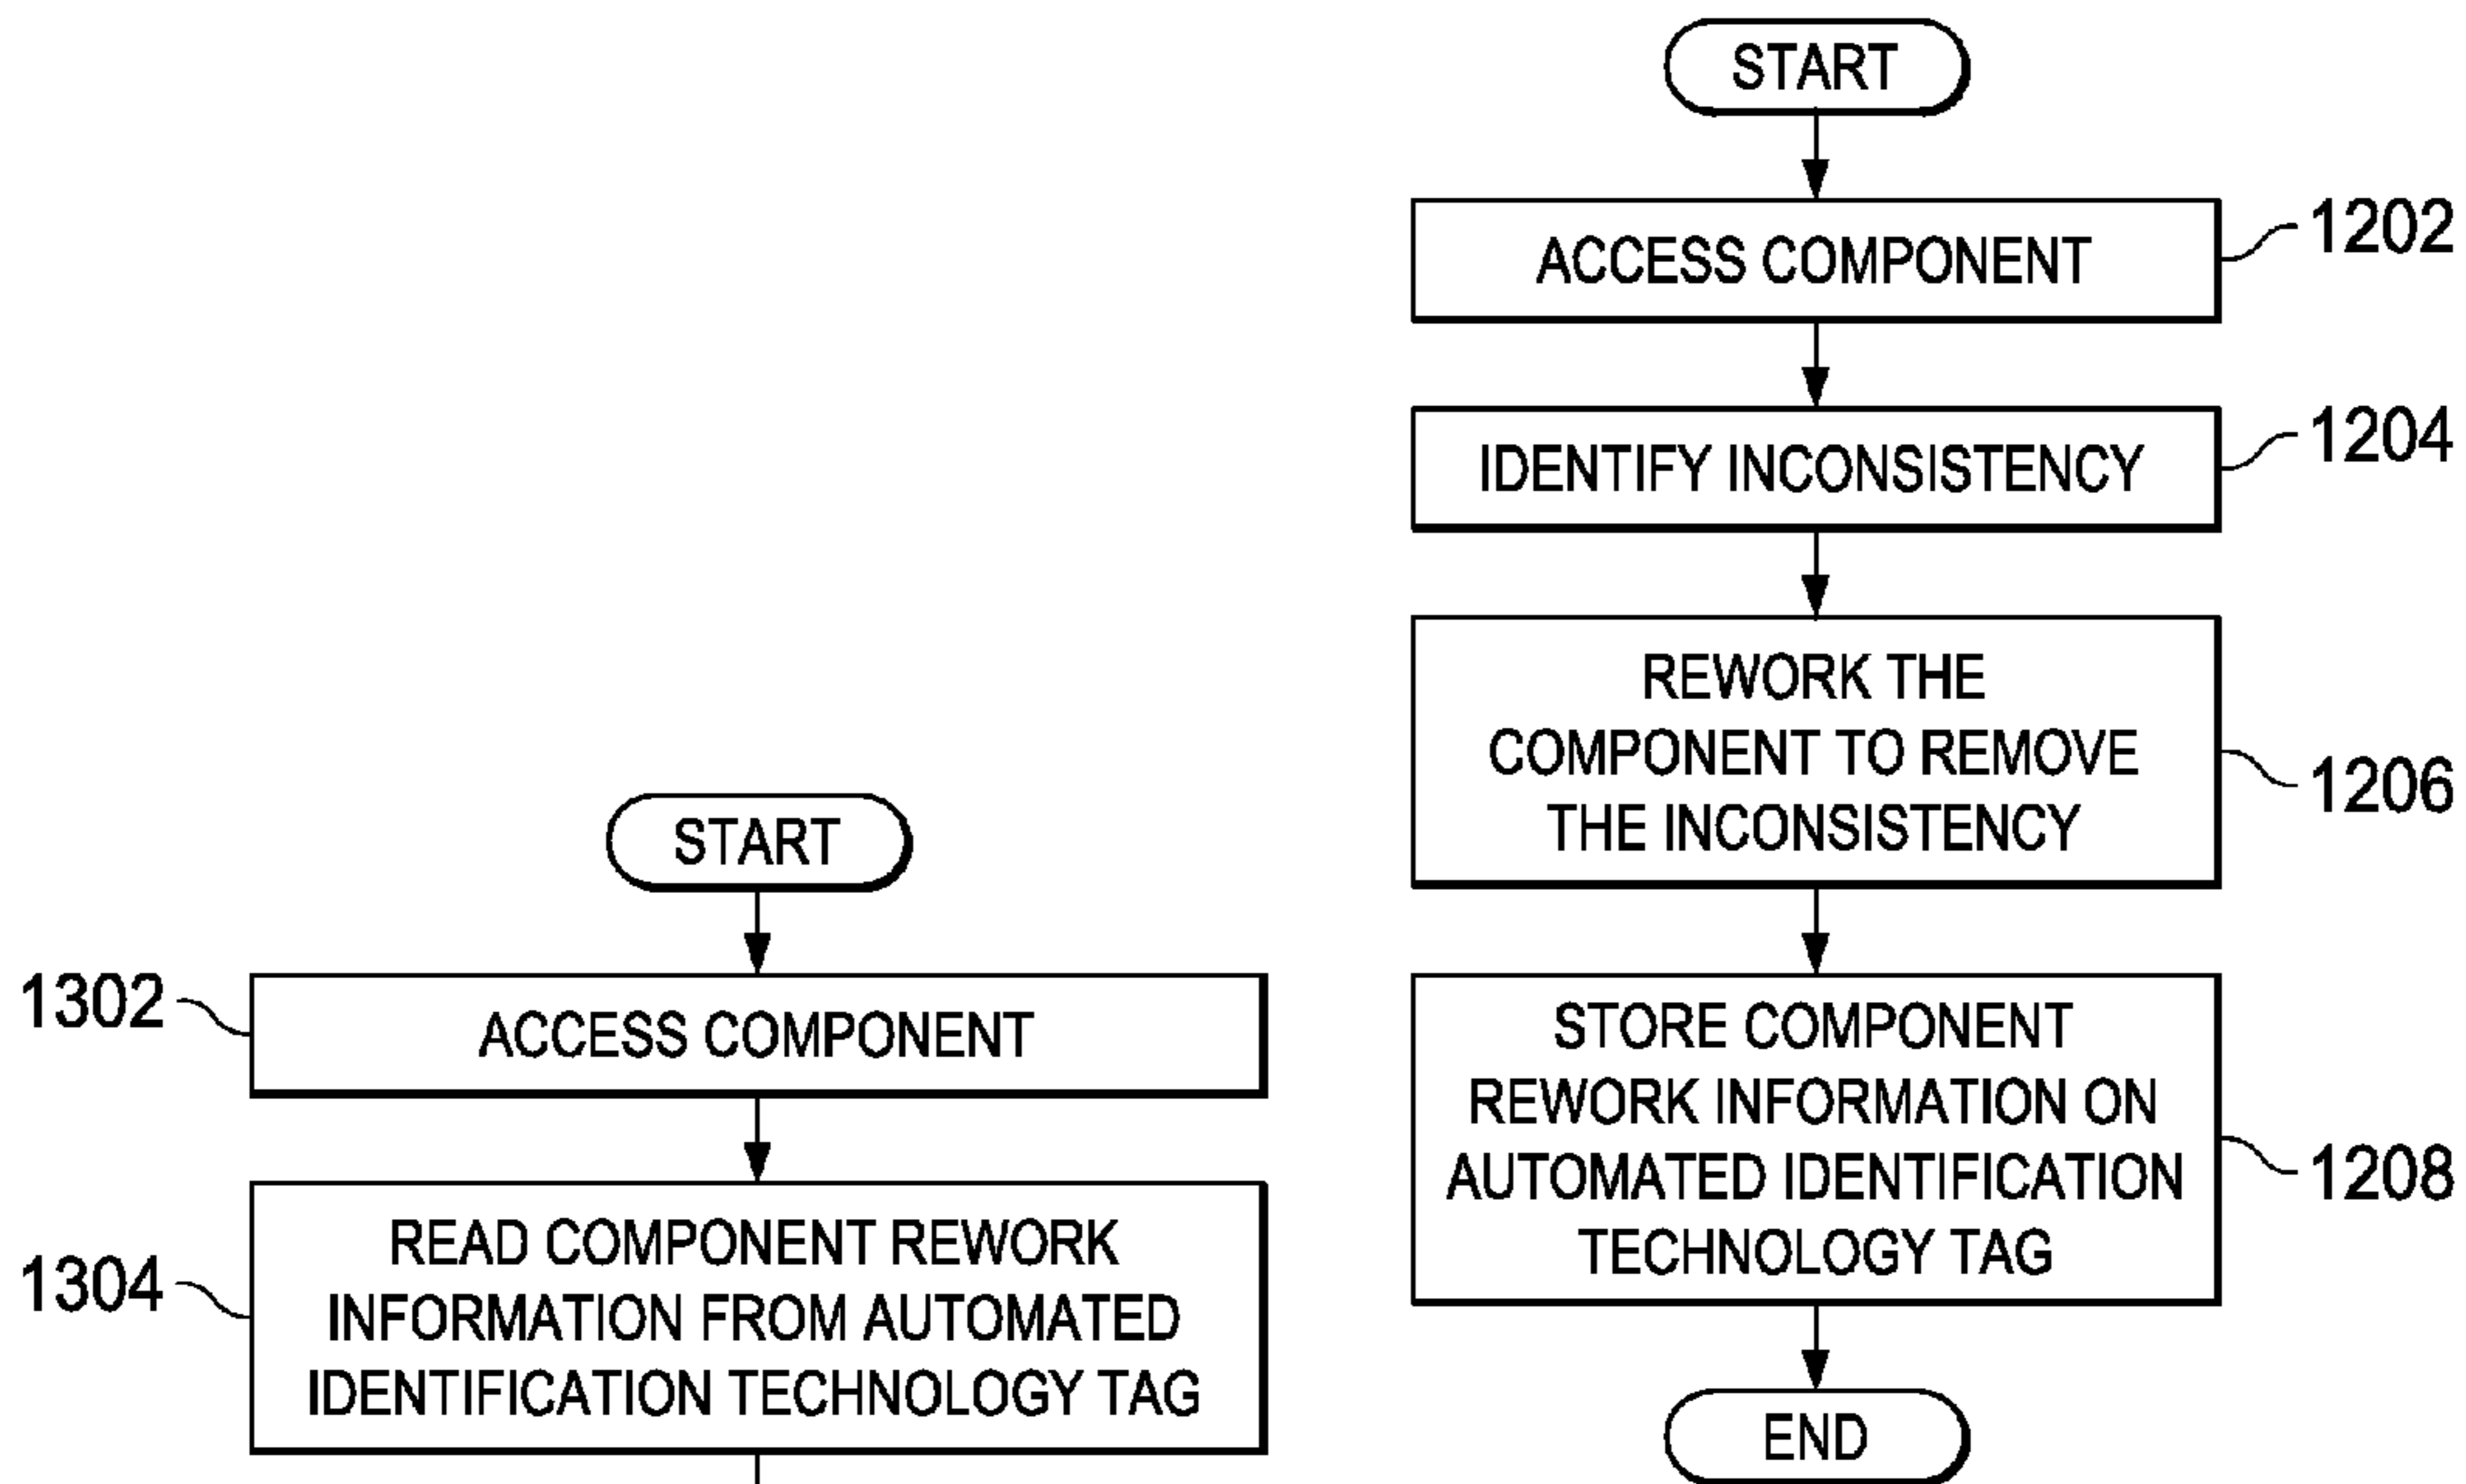 START
ACCESS COMPONENT
1202
IDENTIFY INCONSISTENCY
1204
REWORK THE
COMPONENT TO REMOVE
THE INCONSISTENCY
1206
STORE COMPONENT
REWORK INFORMATION ON
AUTOMATED IDENTIFICATION
TECHNOLOGY TAG
1208
END
START
1302
ACCESS COMPONENT
1304
READ COMPONENT REWORK
INFORMATION FROM AUTOMATED
IDENTIFICATION TECHNOLOGY TAG